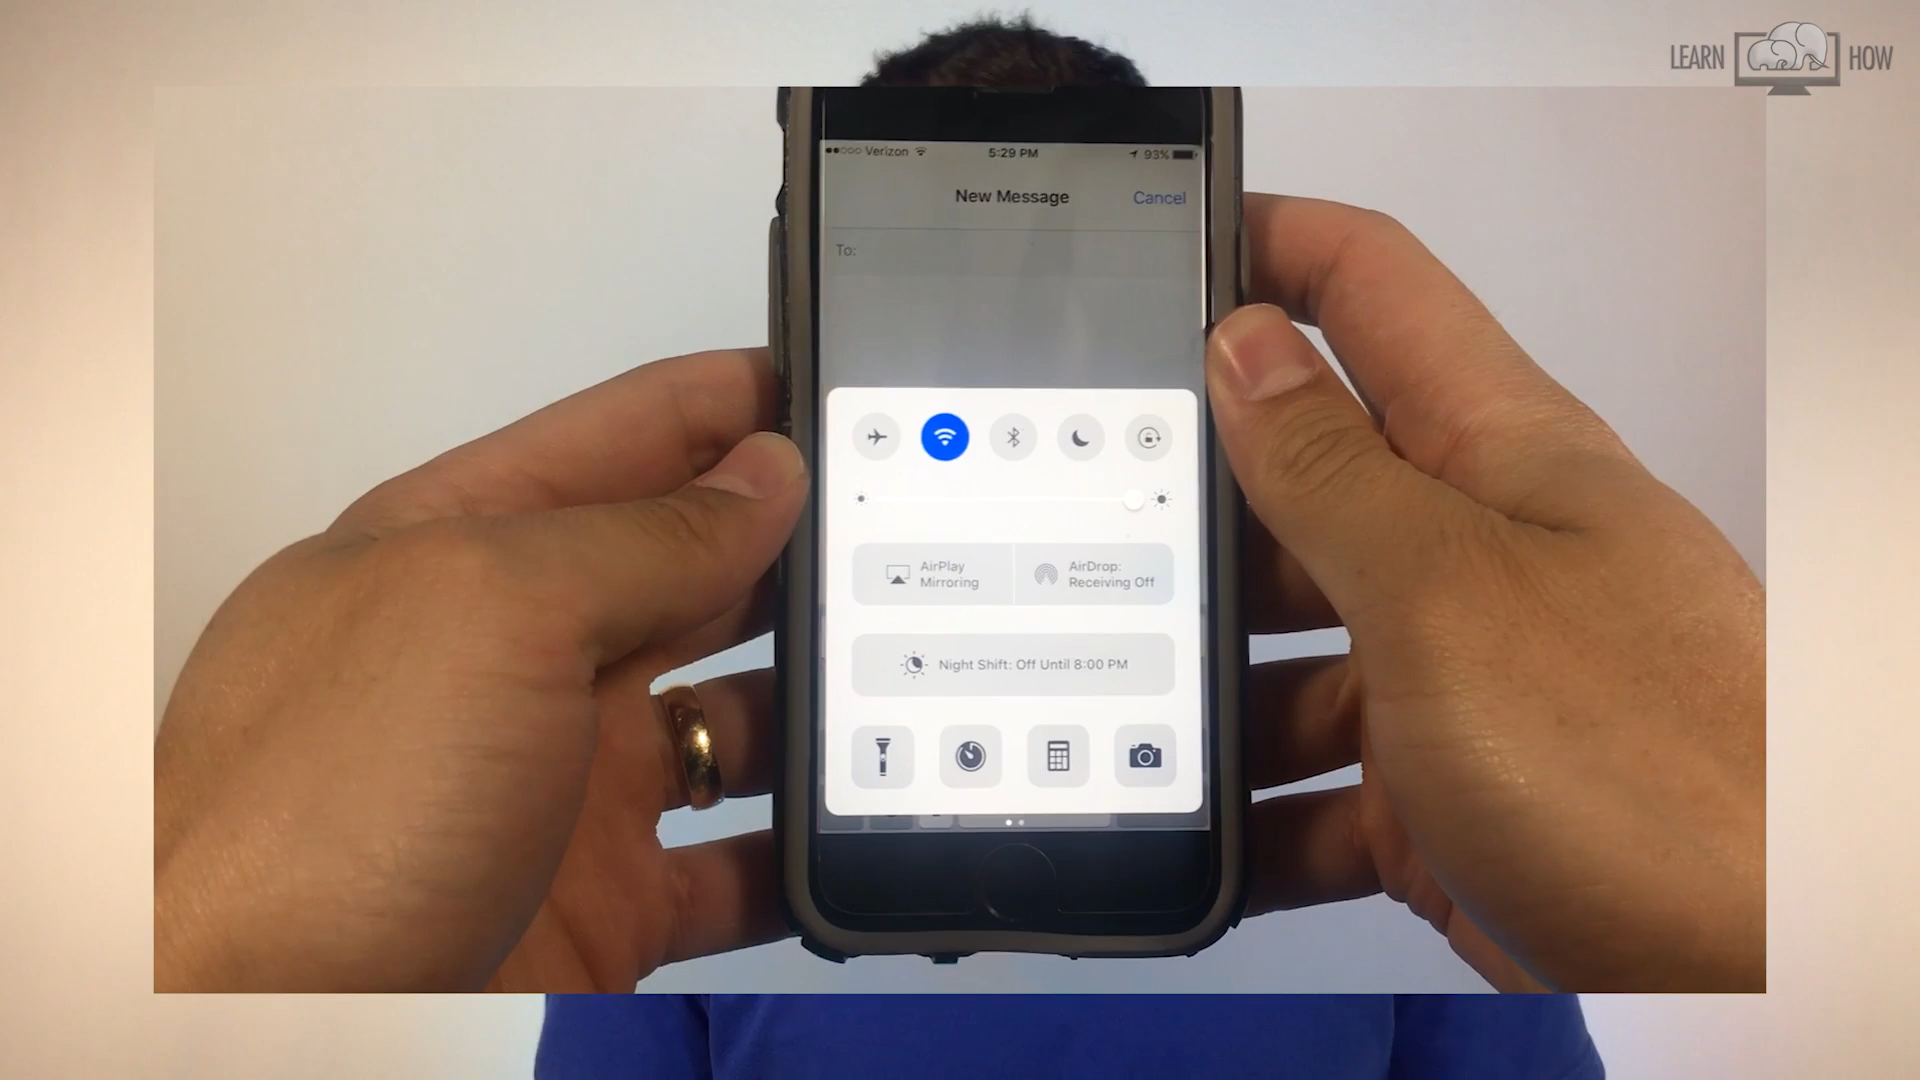 LEARN HOW
Verizon 5:29 PM 93%
New Message Cancel
To:
AirPlay
Mirroring
AirDrop:
Receiving Off
Night Shift: Off Until 8:00 PM